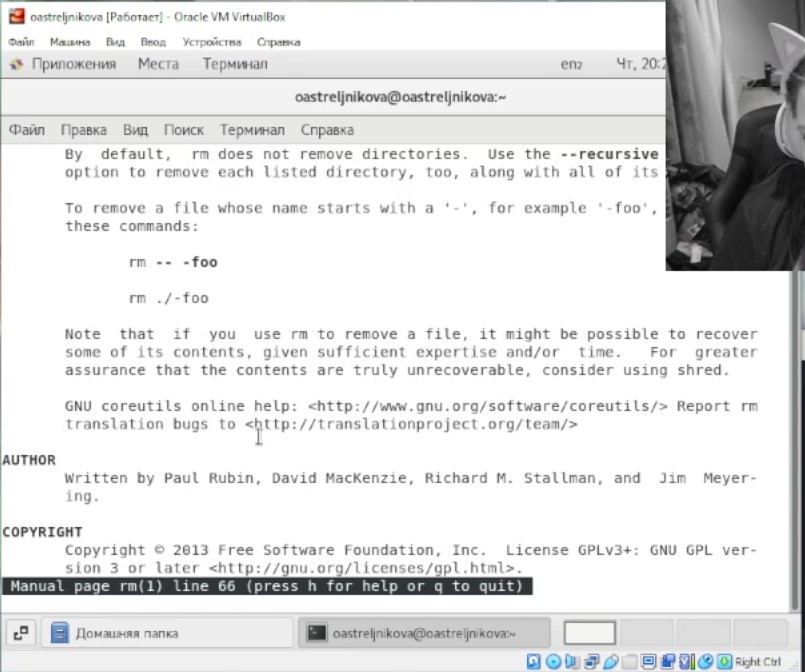 oastreljnikova [Работает] - Oracle VM VirtualBox
Файл Машина Вид Ввод Устройства Справка
Приложения Места Терминал en2 Чт, 20:2
oastreljnikova@oastreljnikova:~
Файл Правка Вид Поиск Терминал Справка
By default, rm does not remove directories. Use the --recursive
option to remove each listed directory, too, along with all of its
To remove a file whose name starts with a '-', for example '-foo',
these commands:
rm -- -foo
rm ./-foo
Note that if you use rm to remove a file, it might be possible to recover
some of its contents, given sufficient expertise and/or time. For greater
assurance that the contents are truly unrecoverable, consider using shred.
GNU coreutils online help: <http://www.gnu.org/software/coreutils/> Report rm
translation bugs to <http://translationproject.org/team/>
AUTHOR
Written by Paul Rubin, David MacKenzie, Richard M. Stallman, and Jim Meyer-
ing.
COPYRIGHT
Copyright © 2013 Free Software Foundation, Inc. License GPLv3+: GNU GPL ver-
sion 3 or later <http://gnu.org/licenses/gpl.html>.
Manual page rm(1) line 66 (press h for help or q to quit)
Домашняя папка oastreljnikova@oastreljnikova:~
Right Ctrl